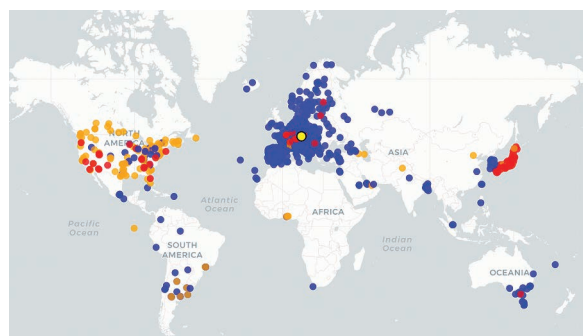 NORTH
AMERICA
ASIA
Atlantic
Ocean
AFRICA
Pacific
Ocean
Indian
Ocean
SOUTH
AMERICA
OCEANIA